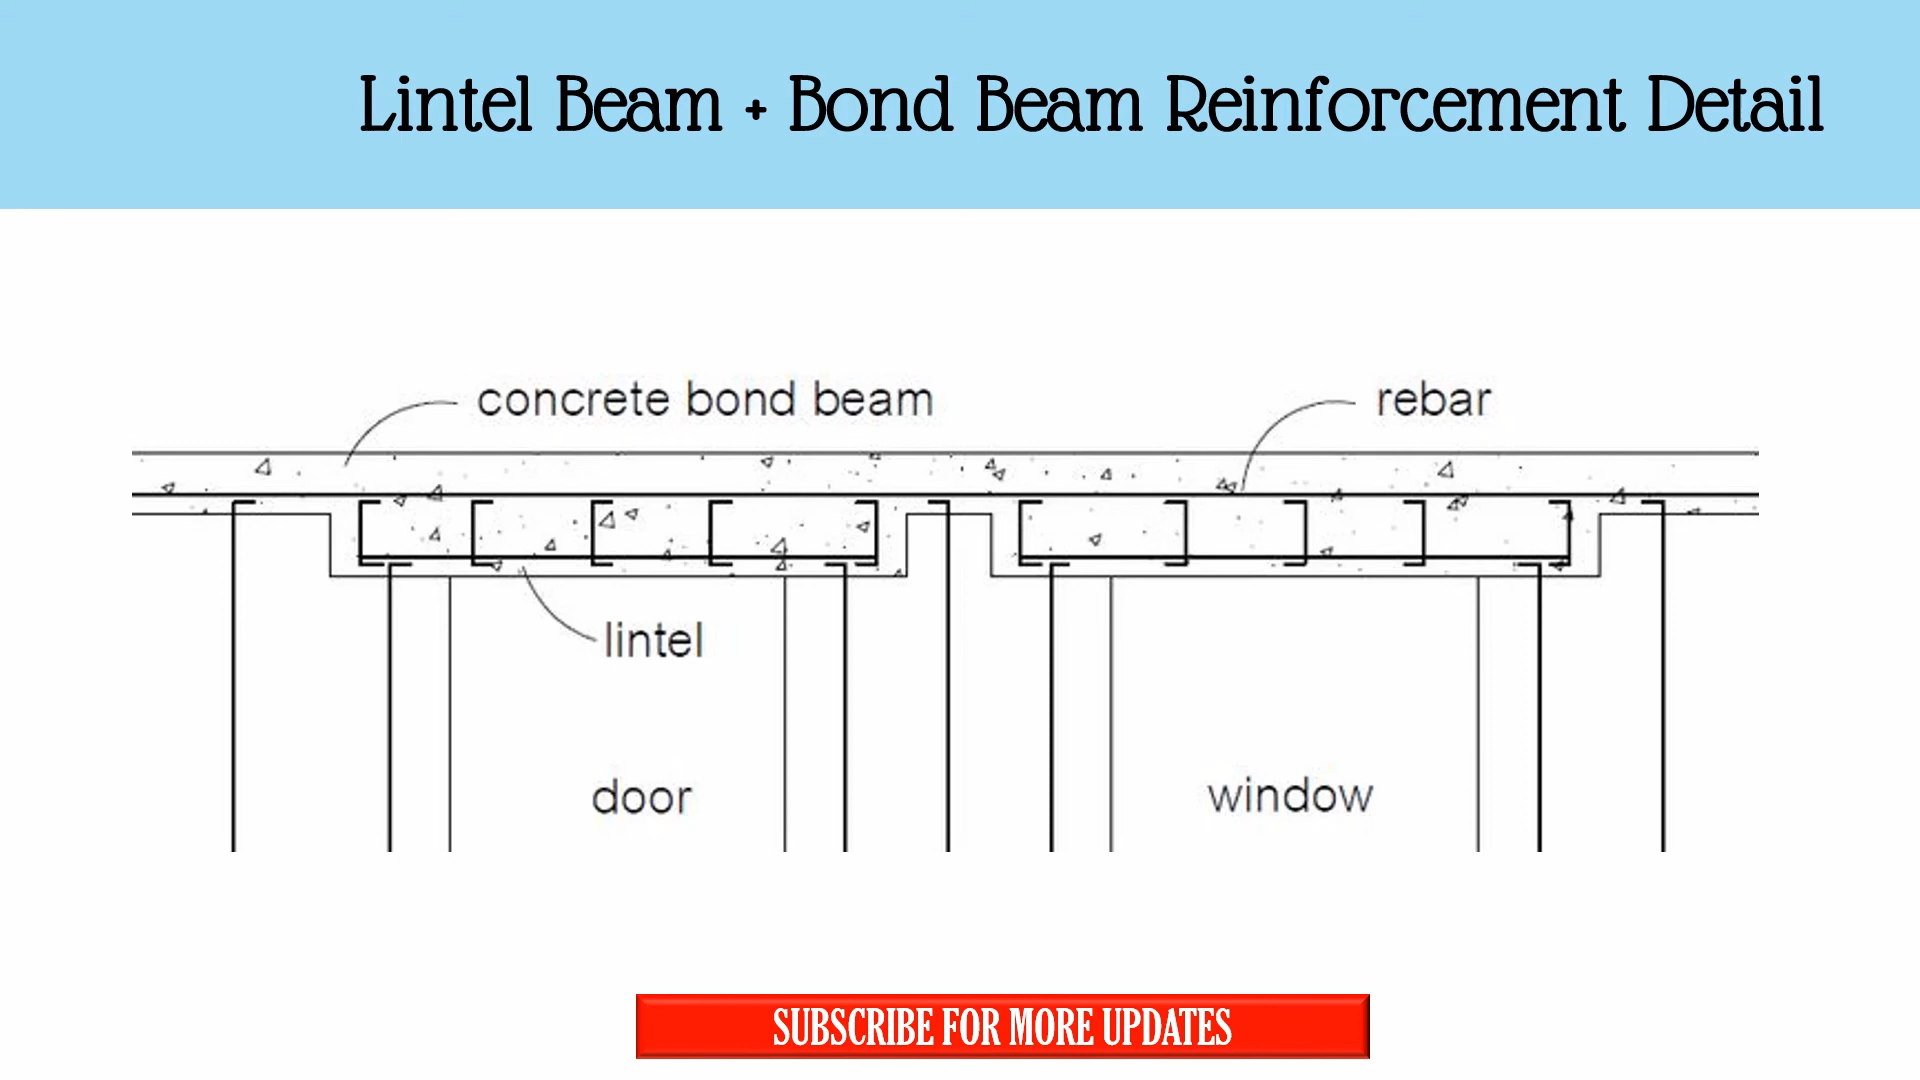 Lintel Beam + Bond Beam Reinforcement Detail
concrete bond beam
rebar
lintel
door
window
SUBSCRIBE FOR MORE UPDATES